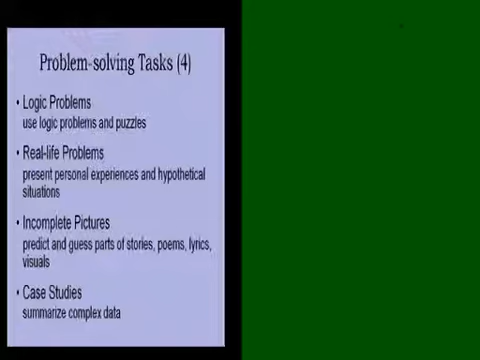 Problem-solving Tasks (4)
• Logic Problems
use logic problems and puzzles
• Real-life Problems
present personal experiences and hypothetical
situations
• Incomplete Pictures
predict and guess parts of stories, poems, lyrics,
visuals
• Case Studies
summarize complex data